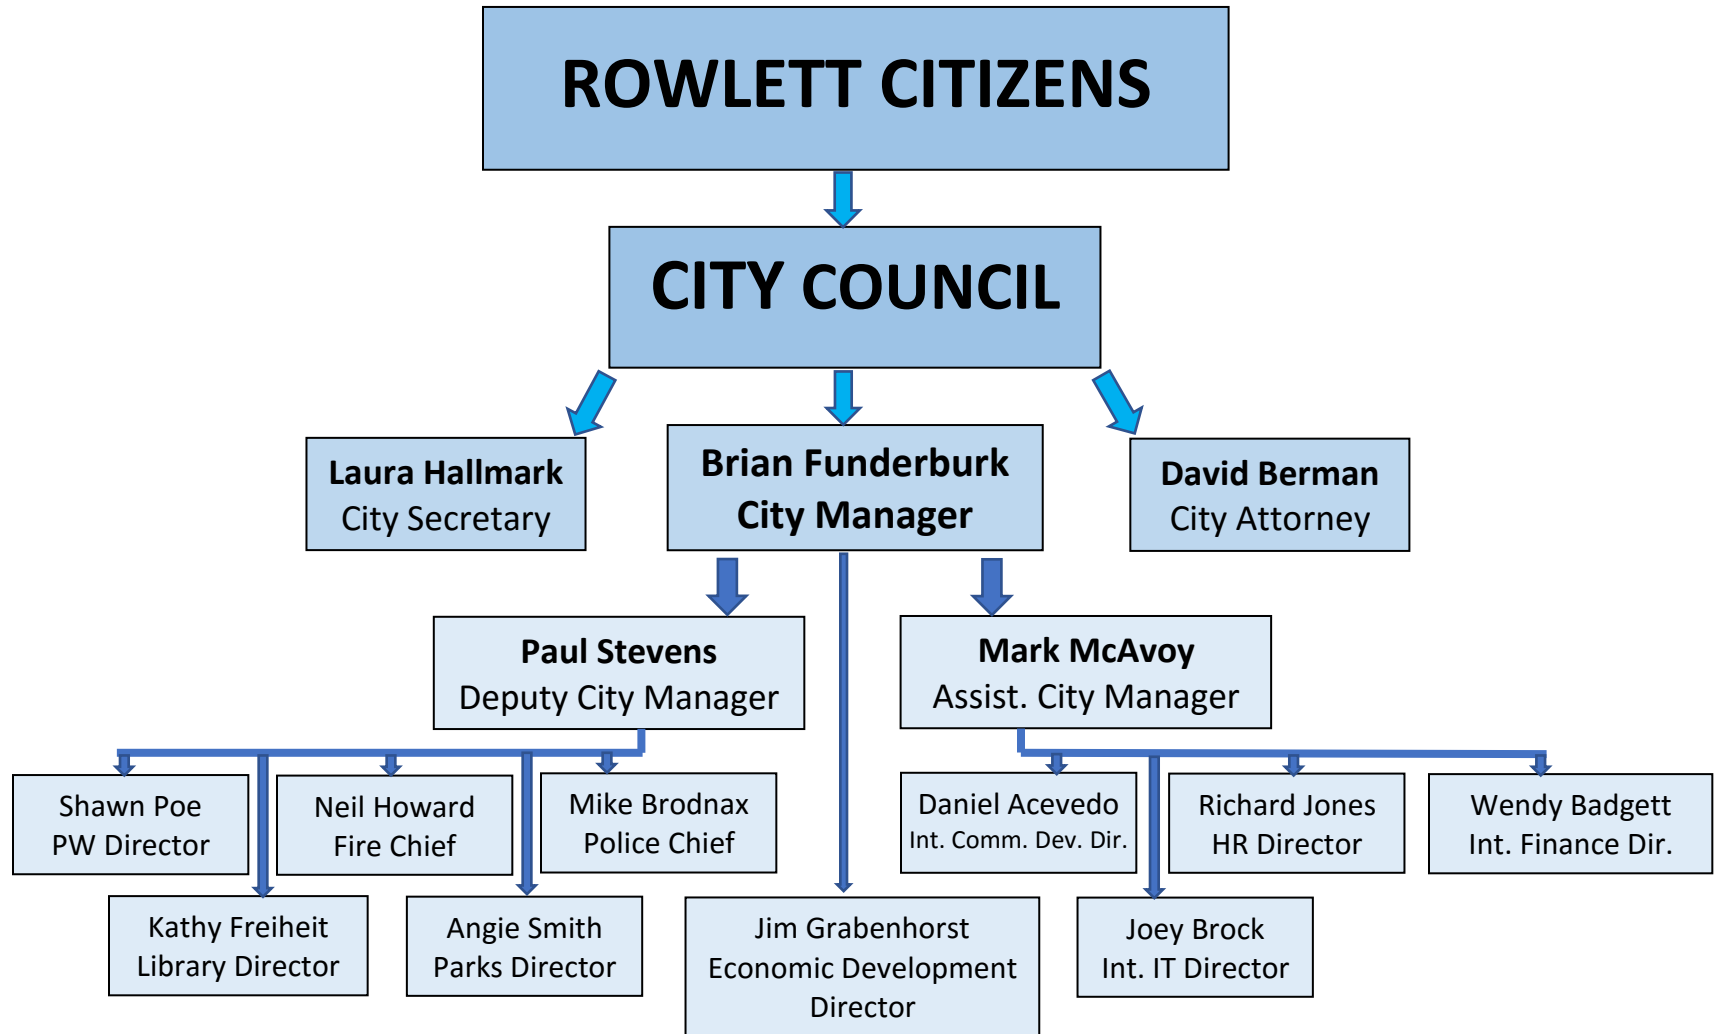 ROWLETT CITIZENS
CITY COUNCIL
Laura Hallmark
City Secretary
Brian Funderburk
City Manager
David Berman
City Attorney
Paul Stevens
Deputy City Manager
Mark McAvoy
Assist. City Manager
Shawn Poe
PW Director
Neil Howard
Fire Chief
Mike Brodnax
Police Chief
Daniel Acevedo
Int. Comm. Dev. Dir.
Richard Jones
HR Director
Wendy Badgett
Int. Finance Dir.
Kathy Freiheit
Library Director
Angie Smith
Parks Director
Jim Grabenhorst
Economic Development
Director
Joey Brock
Int. IT Director